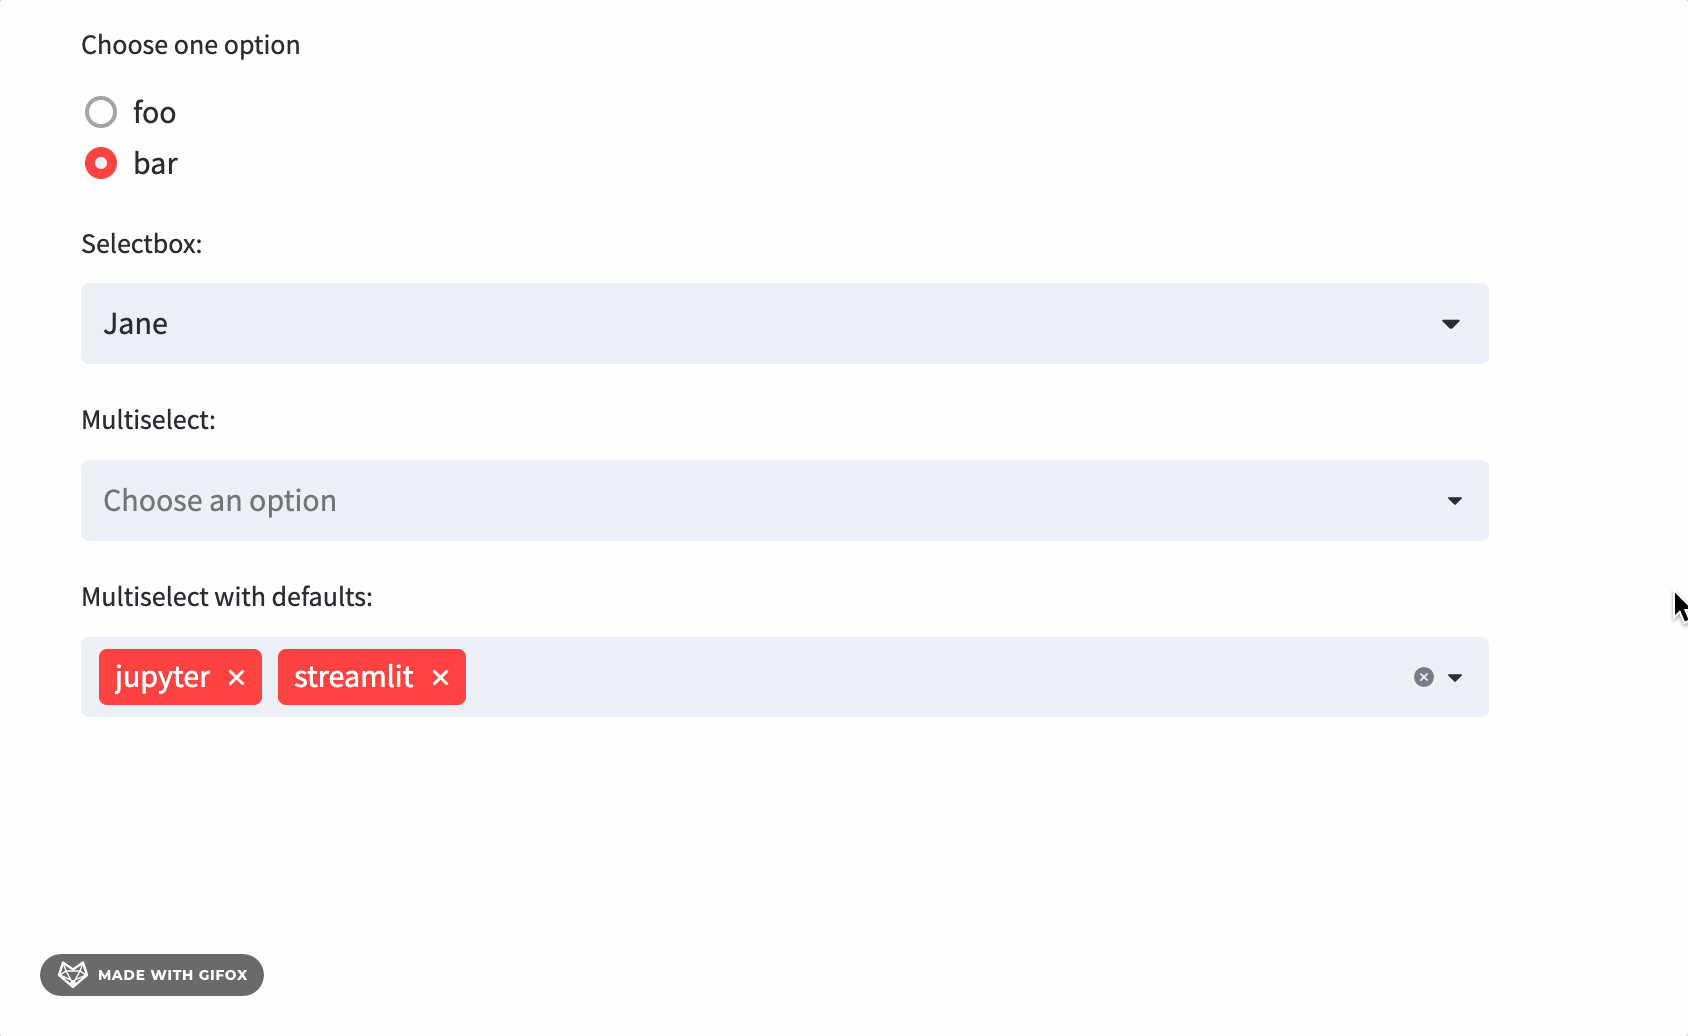 Choose one option
foo
bar
Selectbox:
Jane
Multiselect:
Choose an option
Multiselect with defaults:
jupyter × streamlit ×
MADE WITH GIFOX